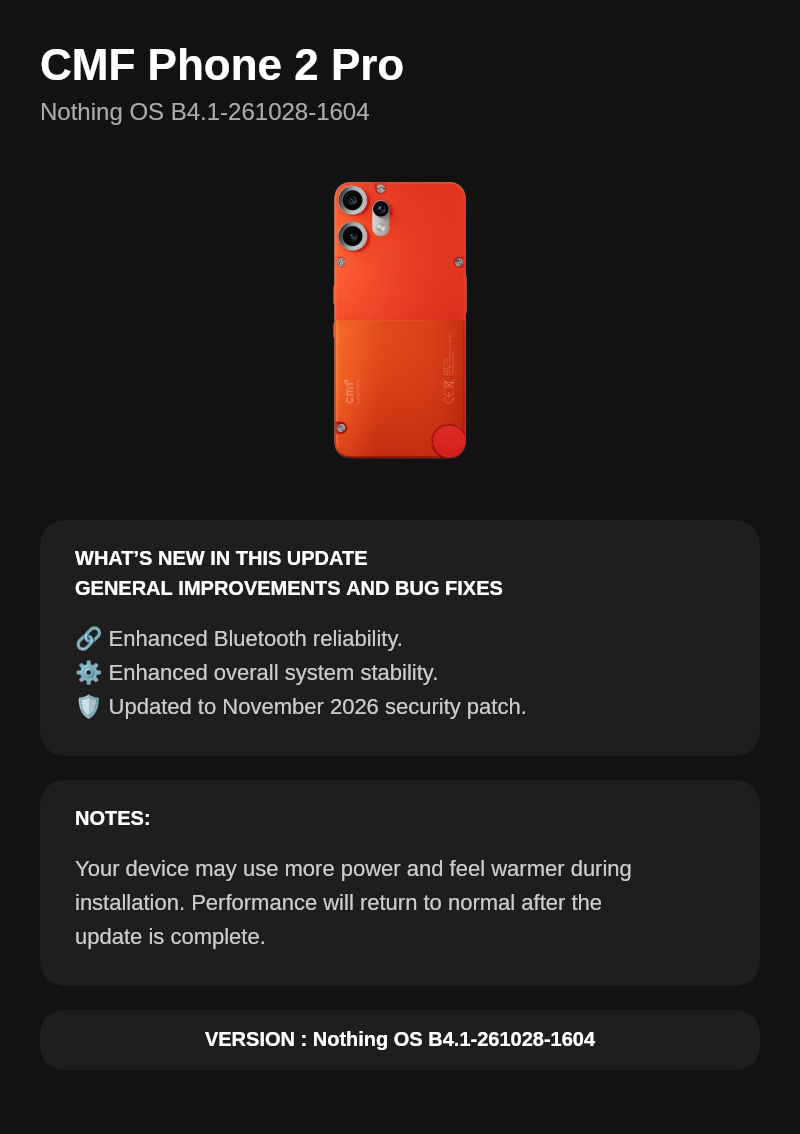 CMF Phone 2 Pro
Nothing OS B4.1-261028-1604
cmf
WHAT’S NEW IN THIS UPDATE
GENERAL IMPROVEMENTS AND BUG FIXES
🔗 Enhanced Bluetooth reliability.
⚙️ Enhanced overall system stability.
🛡️ Updated to November 2026 security patch.
NOTES:
Your device may use more power and feel warmer during
installation. Performance will return to normal after the
update is complete.
VERSION : Nothing OS B4.1-261028-1604